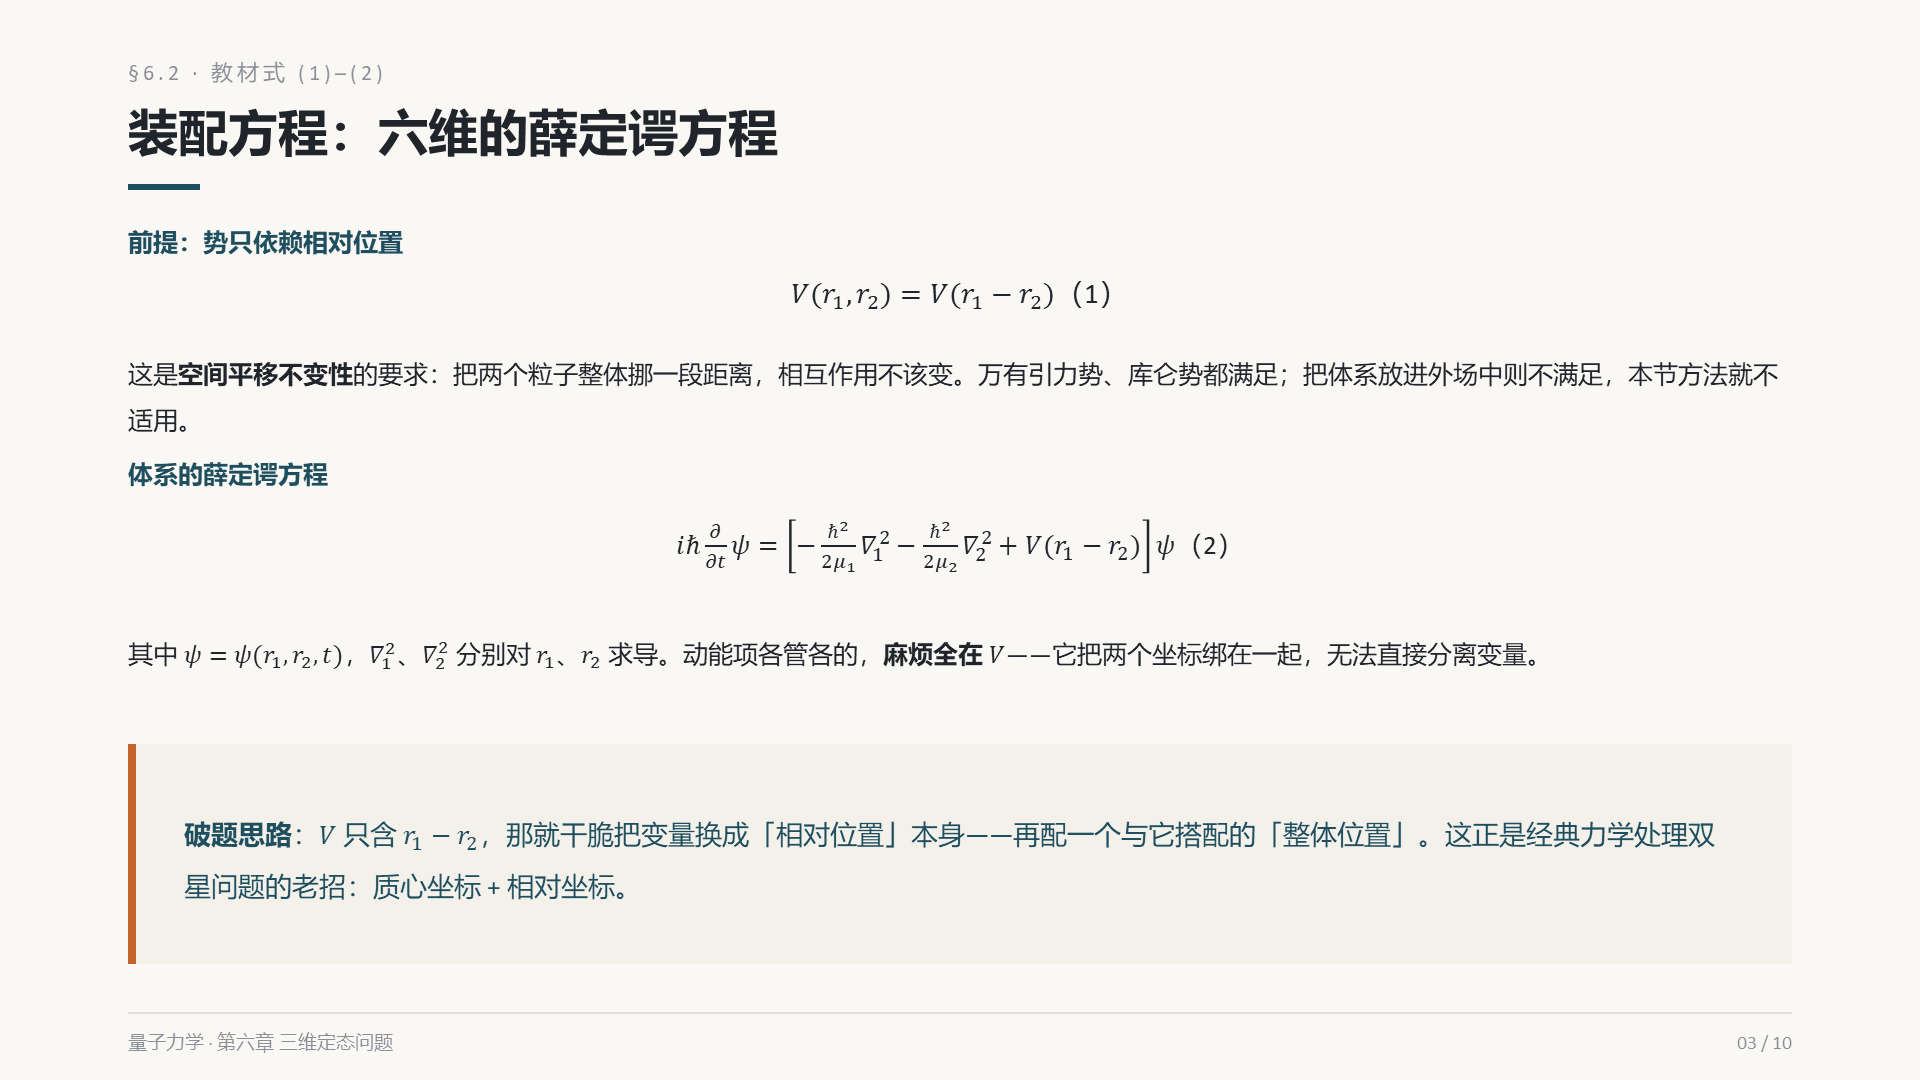 §6.2 · 教材式 (1)–(2)
装配方程：六维的薛定谔方程
前提：势只依赖相对位置
V(r₁, r₂) = V(r₁ − r₂)（1）
这是空间平移不变性的要求：把两个粒子整体挪一段距离，相互作用不该变。万有引力势、库仑势都满足；把体系放进外场中则不满足，本节方法就不
适用。
体系的薛定谔方程
iħ ∂/∂t ψ = [− ħ²/2μ₁ ∇₁² − ħ²/2μ₂ ∇₂² + V(r₁ − r₂)] ψ（2）
其中 ψ = ψ(r₁, r₂, t)，∇₁²、∇₂² 分别对 r₁、r₂ 求导。动能项各管各的，麻烦全在 V——它把两个坐标绑在一起，无法直接分离变量。
破题思路：V 只含 r₁ − r₂，那就干脆把变量换成「相对位置」本身——再配一个与它搭配的「整体位置」。这正是经典力学处理双
星问题的老招：质心坐标 + 相对坐标。
量子力学 · 第六章 三维定态问题
03 / 10